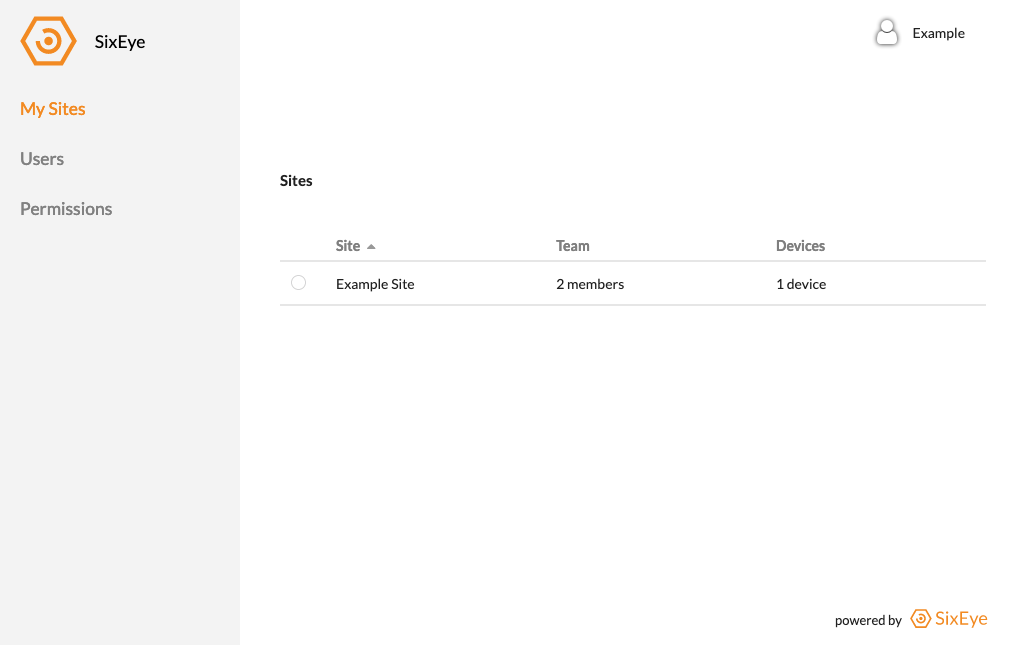 SixEye
Example
My Sites
Users
Permissions
Sites
Site Team Devices
Example Site 2 members 1 device
powered by SixEye